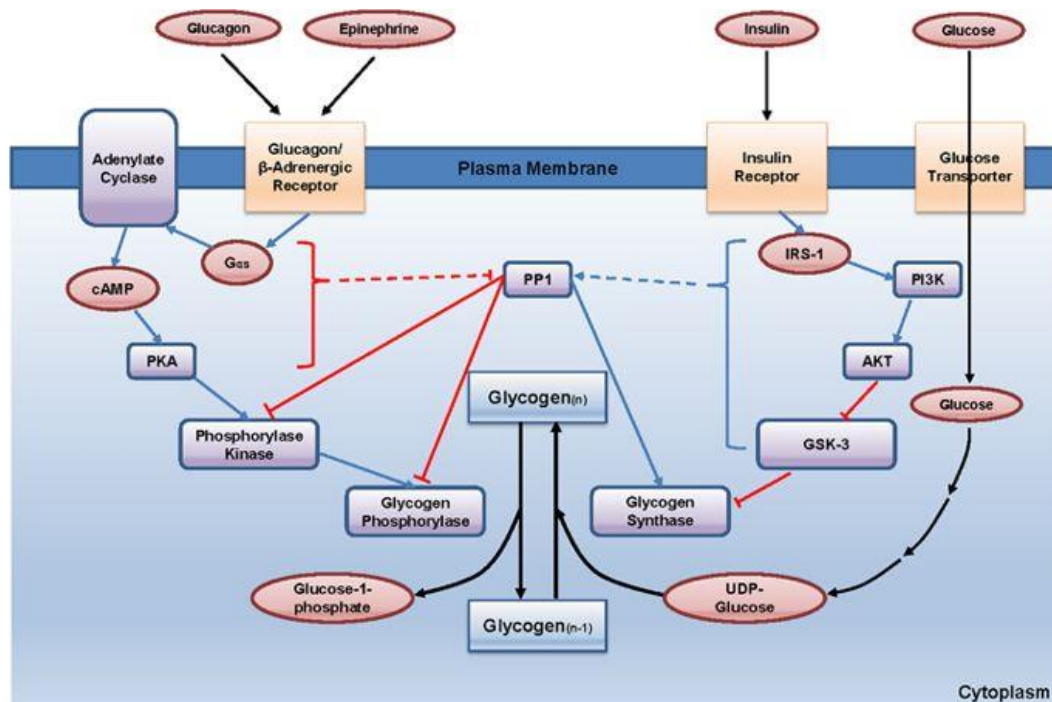 Glucagon
Epinephrine
Insulin
Glucose
Adenylate
Cyclase
Glucagon/
β-Adrenergic
Receptor
Plasma Membrane
Insulin
Receptor
Glucose
Transporter
Gαs
IRS-1
cAMP
PP1
PI3K
PKA
AKT
Glycogen(n)
Glucose
Phosphorylase
Kinase
GSK-3
Glycogen
Phosphorylase
Glycogen
Synthase
Glucose-1-
phosphate
UDP-
Glucose
Glycogen(n-1)
Cytoplasm